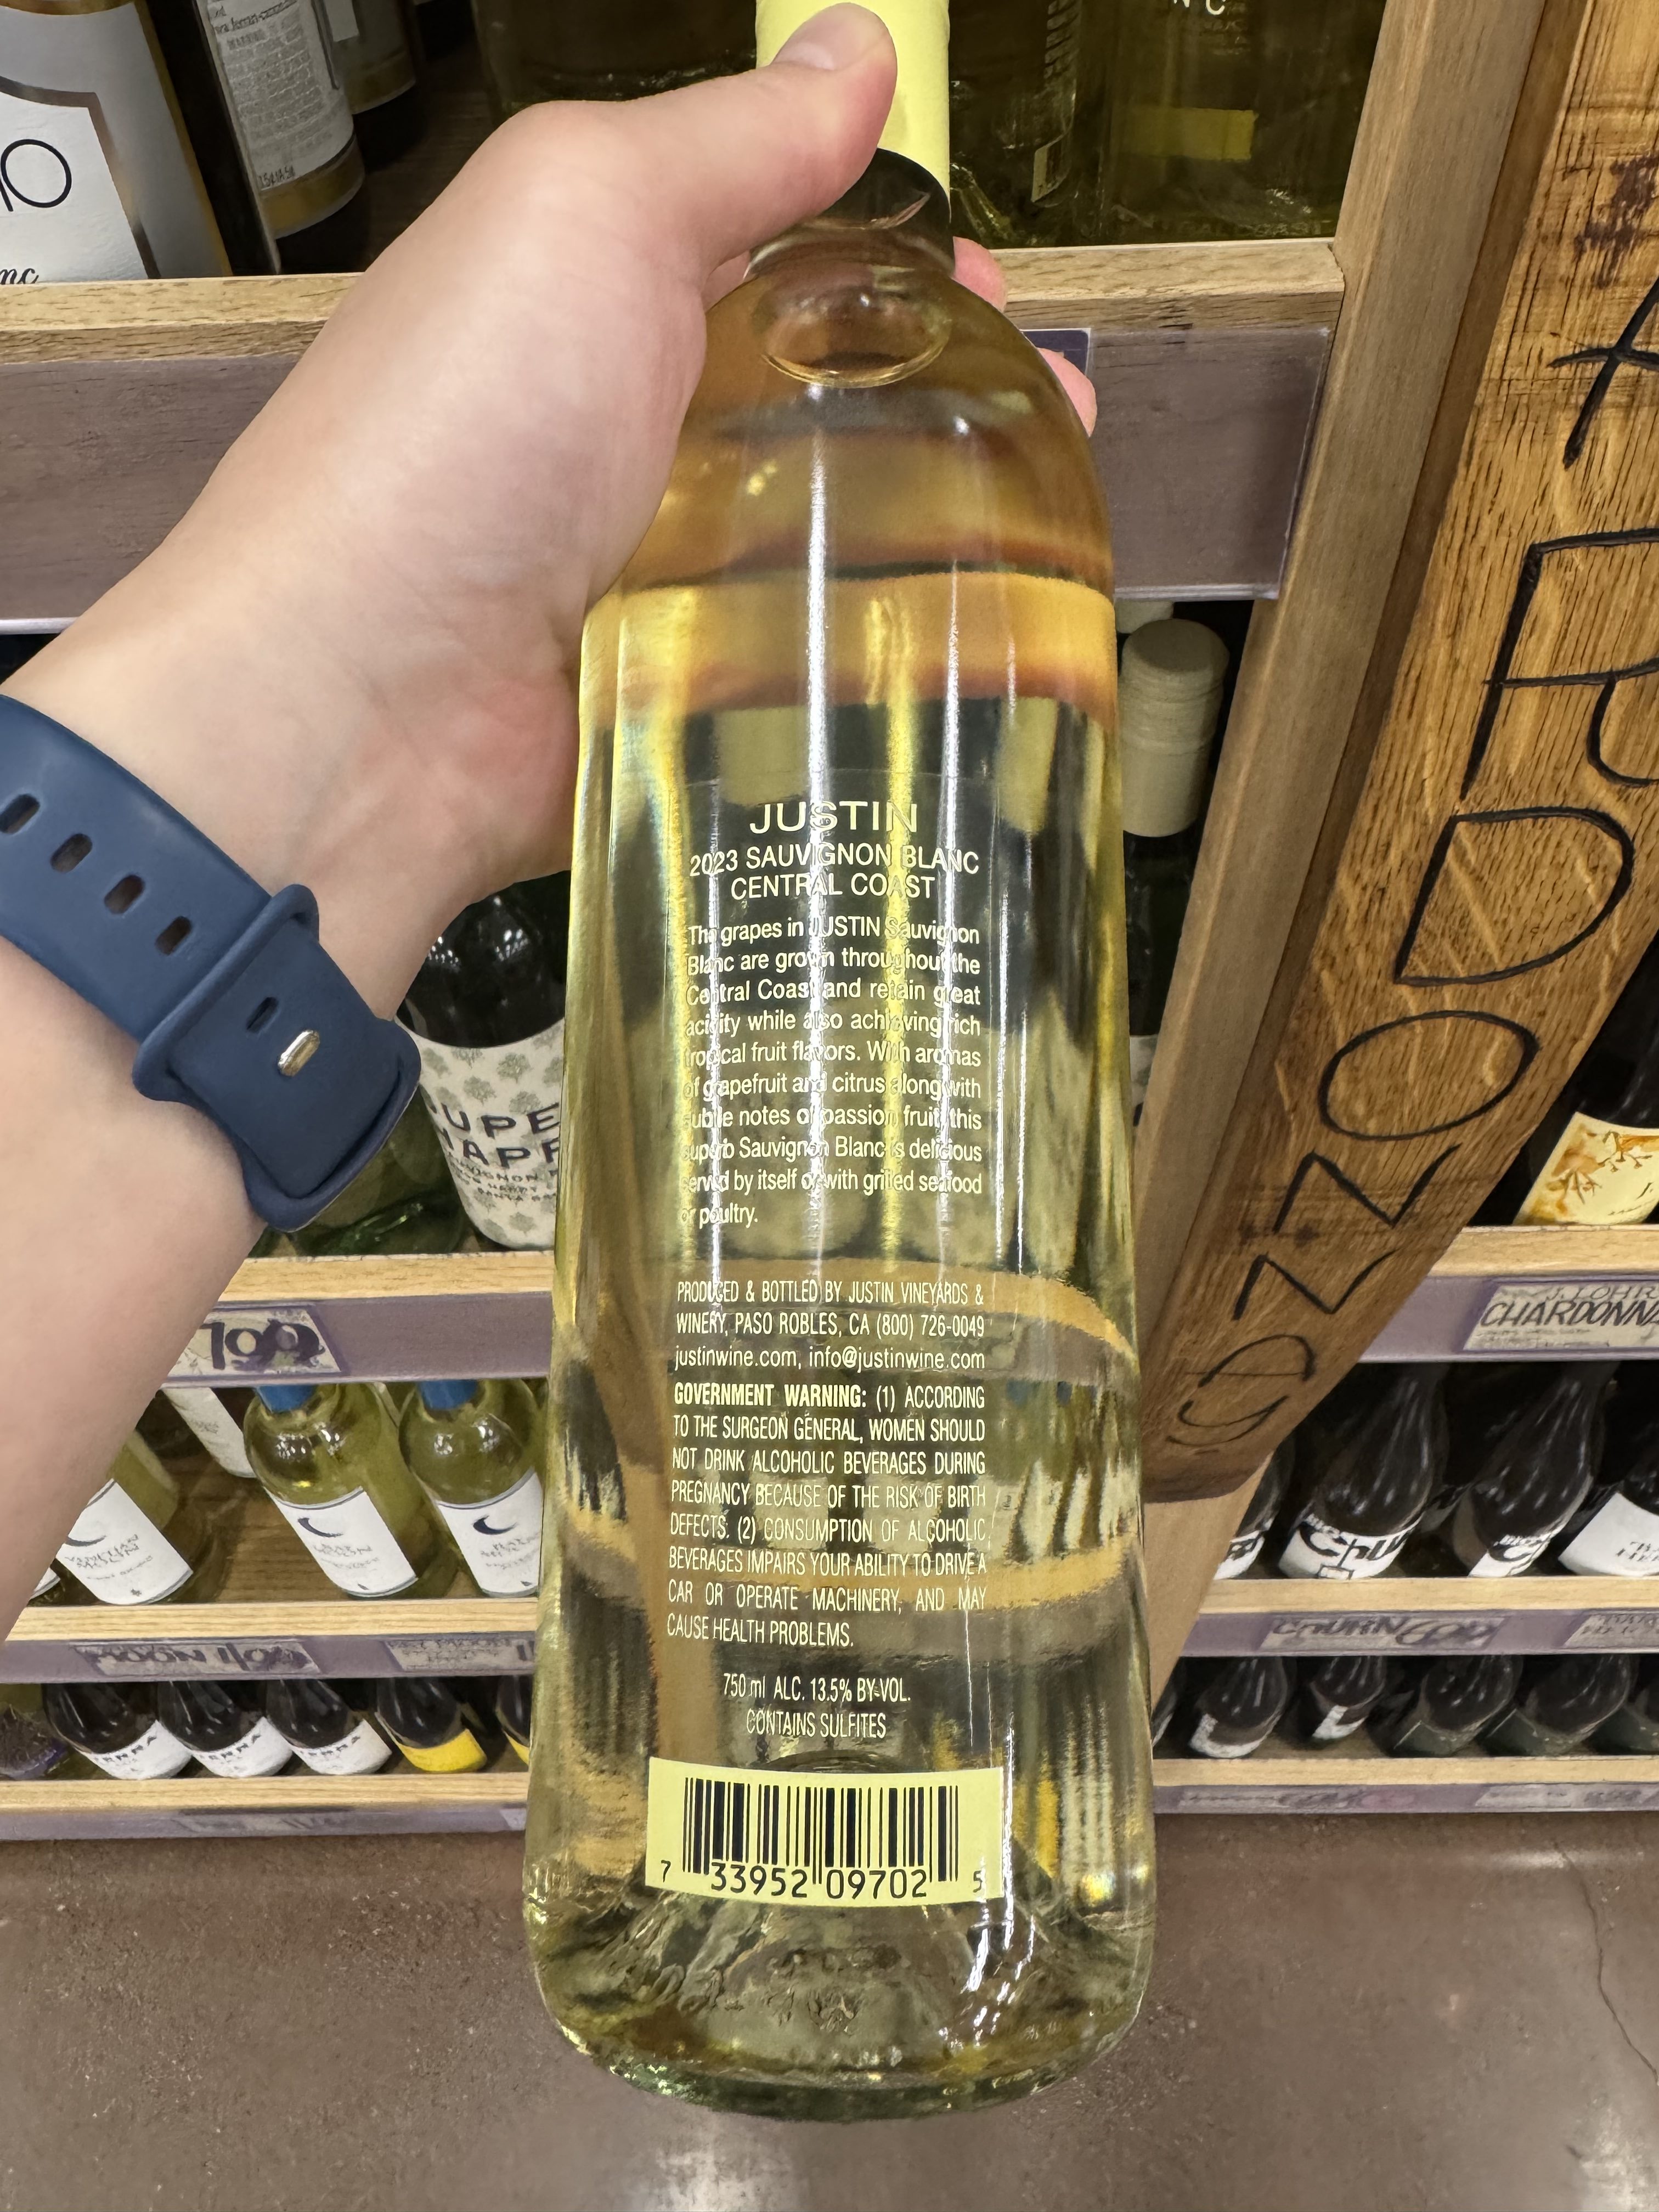 JUSTIN
2023 SAUVIGNON BLANC
CENTRAL COAST
The grapes in JUSTIN Sauvignon
Blanc are grown throughout the
Central Coast and retain great
acidity while also achieving rich
tropical fruit flavors. With aromas
of grapefruit and citrus along with
subtle notes of passion fruit, this
superb Sauvignon Blanc is delicious
served by itself or with grilled seafood
or poultry.
PRODUCED & BOTTLED BY JUSTIN VINEYARDS &
WINERY, PASO ROBLES, CA (800) 726-0049
justinwine.com, info@justinwine.com
GOVERNMENT WARNING: (1) ACCORDING
TO THE SURGEON GENERAL, WOMEN SHOULD
NOT DRINK ALCOHOLIC BEVERAGES DURING
PREGNANCY BECAUSE OF THE RISK OF BIRTH
DEFECTS. (2) CONSUMPTION OF ALCOHOLIC
BEVERAGES IMPAIRS YOUR ABILITY TO DRIVE A
CAR OR OPERATE MACHINERY, AND MAY
CAUSE HEALTH PROBLEMS.
750 ml ALC. 13.5% BY VOL.
CONTAINS SULFITES
7 33952 09702 5
J. LOHR
CHARDONN
MOON
CHURN